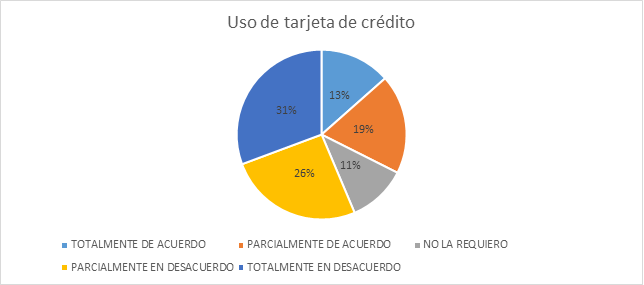 Uso de tarjeta de crédito
13%
31%
19%
11%
26%
TOTALMENTE DE ACUERDO PARCIALMENTE DE ACUERDO NO LA REQUIERO
PARCIALMENTE EN DESACUERDO TOTALMENTE EN DESACUERDO